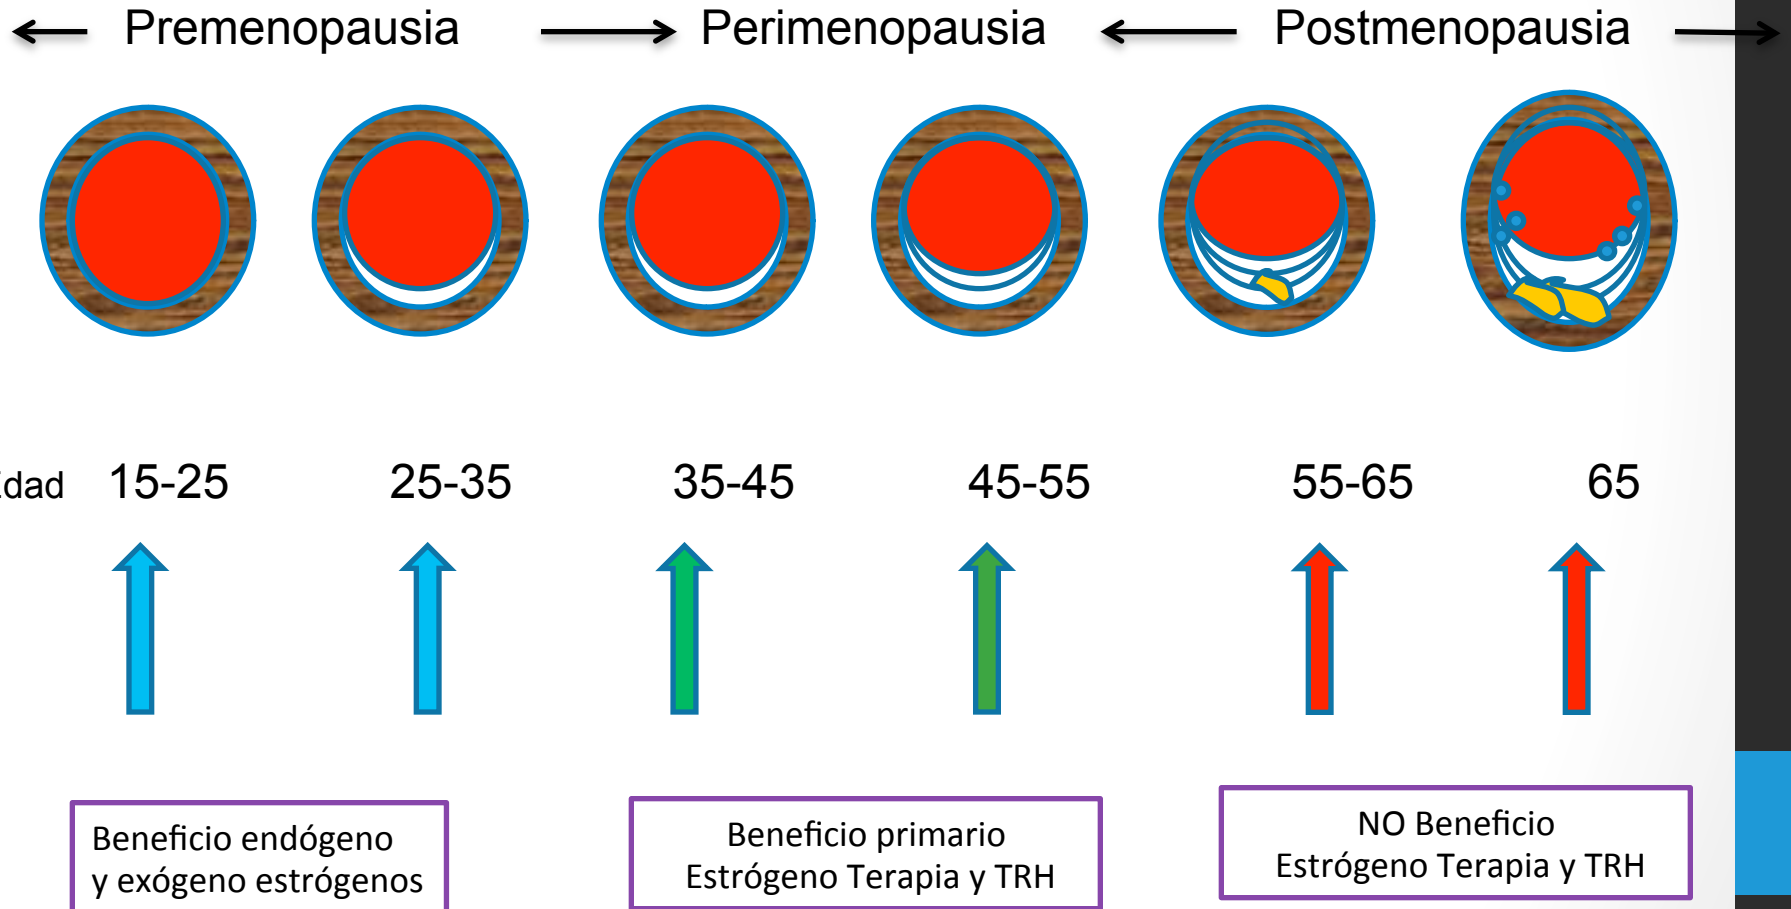 Premenopausia Perimenopausia Postmenopausia
Edad 15-25 25-35 35-45 45-55 55-65 65
Beneficio endógeno
y exógeno estrógenos
Beneficio primario
Estrógeno Terapia y TRH
NO Beneficio
Estrógeno Terapia y TRH